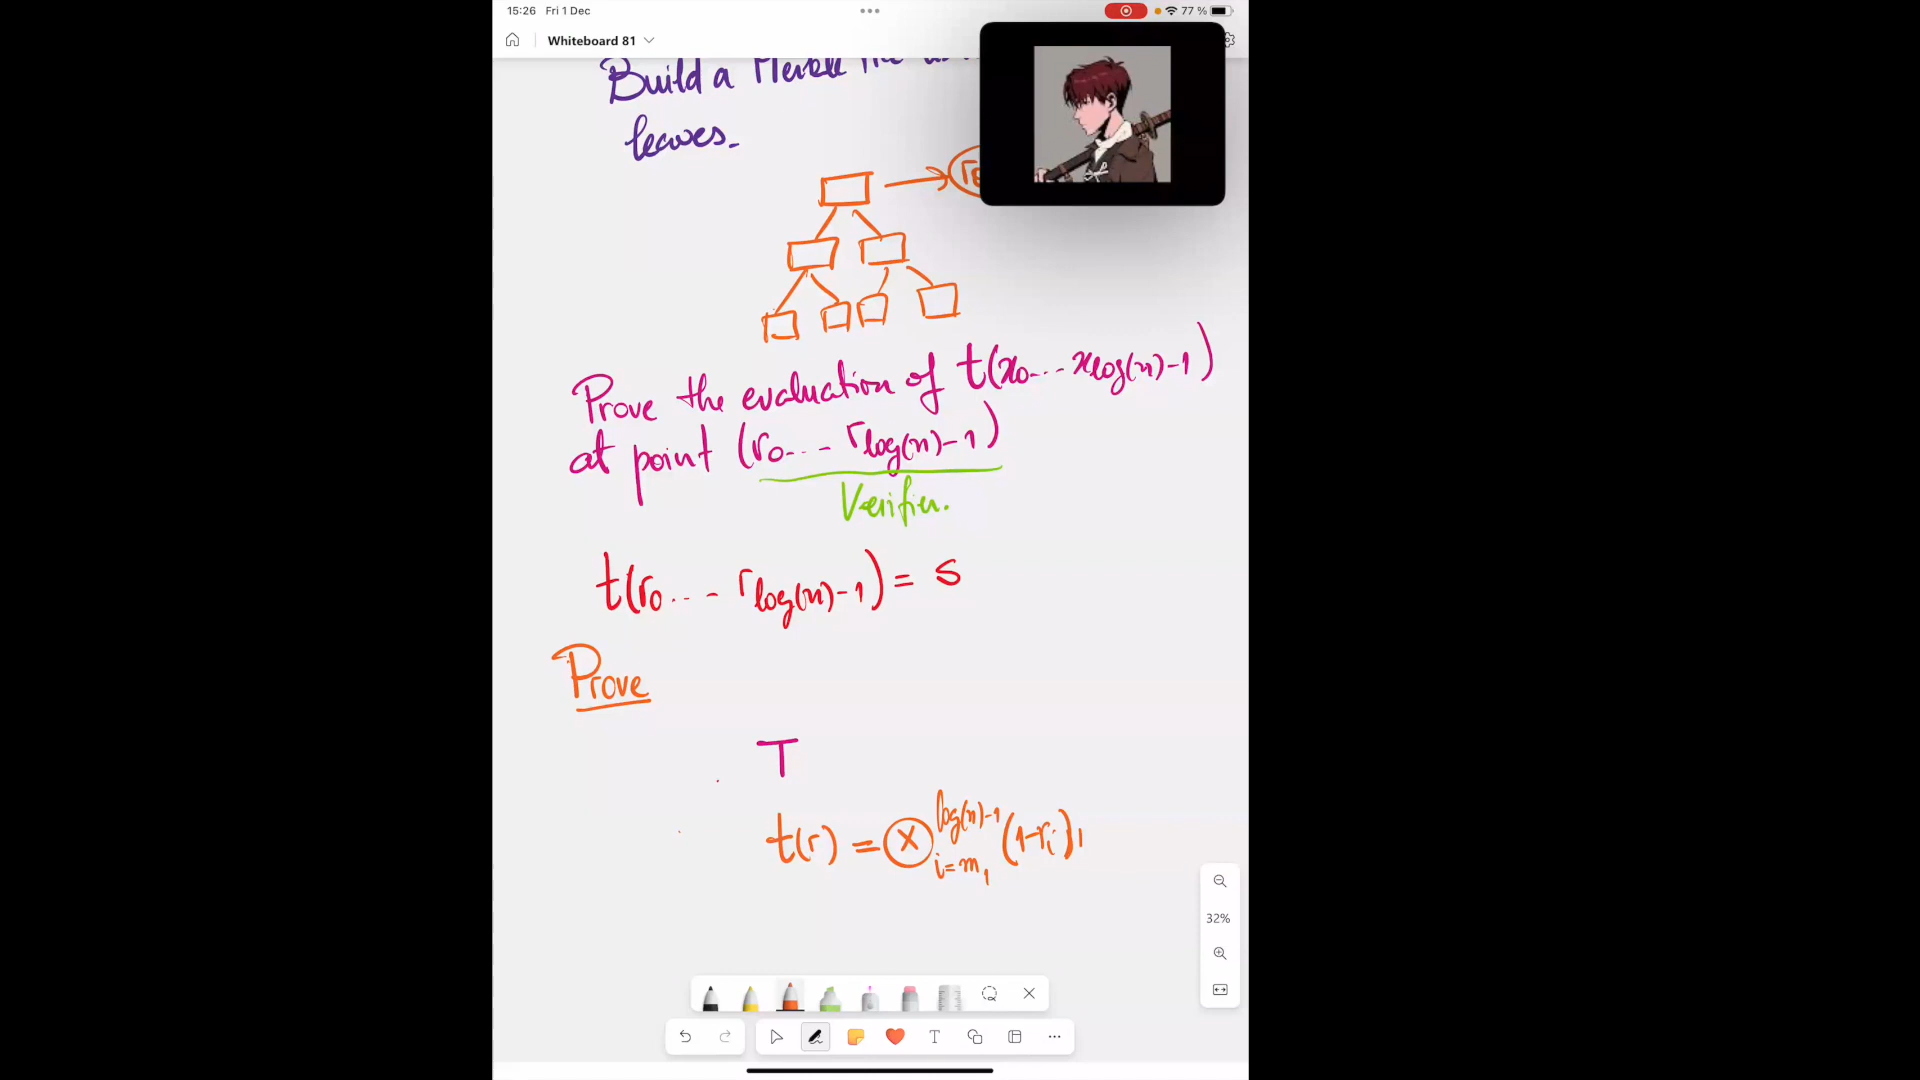 15:26 Fri 1 Dec
77 %
Whiteboard 81
Build a
leaves.
Prove the evaluation of t(x0... xlog(n)-1)
at point (r0... rlog(n)-1)
Verifier.
t(r0... rlog(n)-1) = s
Prove
T
t(r) = ⊗ i=m1 log(n)-1 (1-ri)
32%